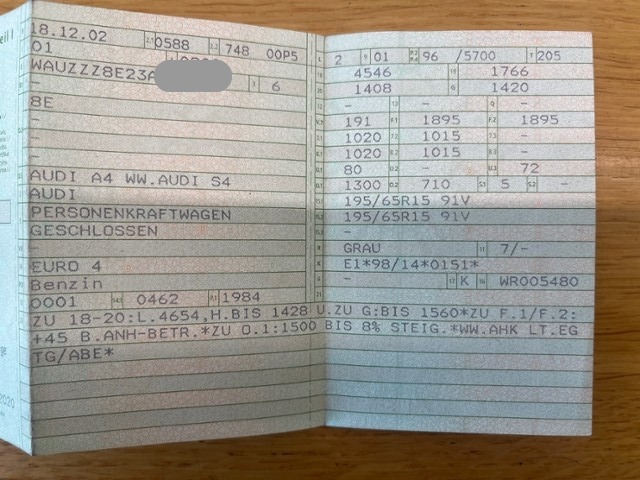 18.12.02 0588 748 00P5
01
WAUZZZ8E23A
- 6
8E
-
-
-
AUDI A4 WW.AUDI S4
AUDI
PERSONENKRAFTWAGEN
GESCHLOSSEN
-
EURO 4
Benzin
0001 0462 1984
2 01 96 /5700 205
4546 1766
1408 1420
- - -
191 1895 1895
1020 1015 -
1020 1015 -
80 - 72
1300 710 5 -
195/65R15 91V
195/65R15 91V
-
GRAU 7/-
E1*98/14*0151*
- K WR005480
ZU 18-20:L.4654,H.BIS 1428 U.ZU G:BIS 1560*ZU F.1/F.2:
+45 B.ANH-BETR.*ZU O.1:1500 BIS 8% STEIG.*WW.AHK LT.EG
TG/ABE*